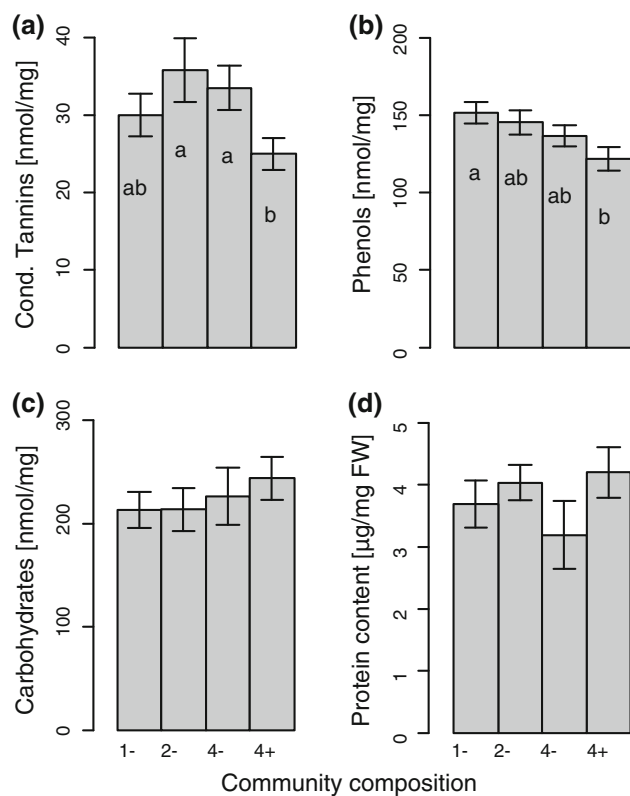 (a)
Cond. Tannins [nmol/mg]
0 10 20 30 40
ab a a b
(b)
Phenols [nmol/mg]
0 50 100 150 200
a ab ab b
(c)
Carbohydrates [nmol/mg]
0 100 200 300
1- 2- 4- 4+
(d)
Protein content [µg/mg FW]
0 1 2 3 4 5
1- 2- 4- 4+
Community composition